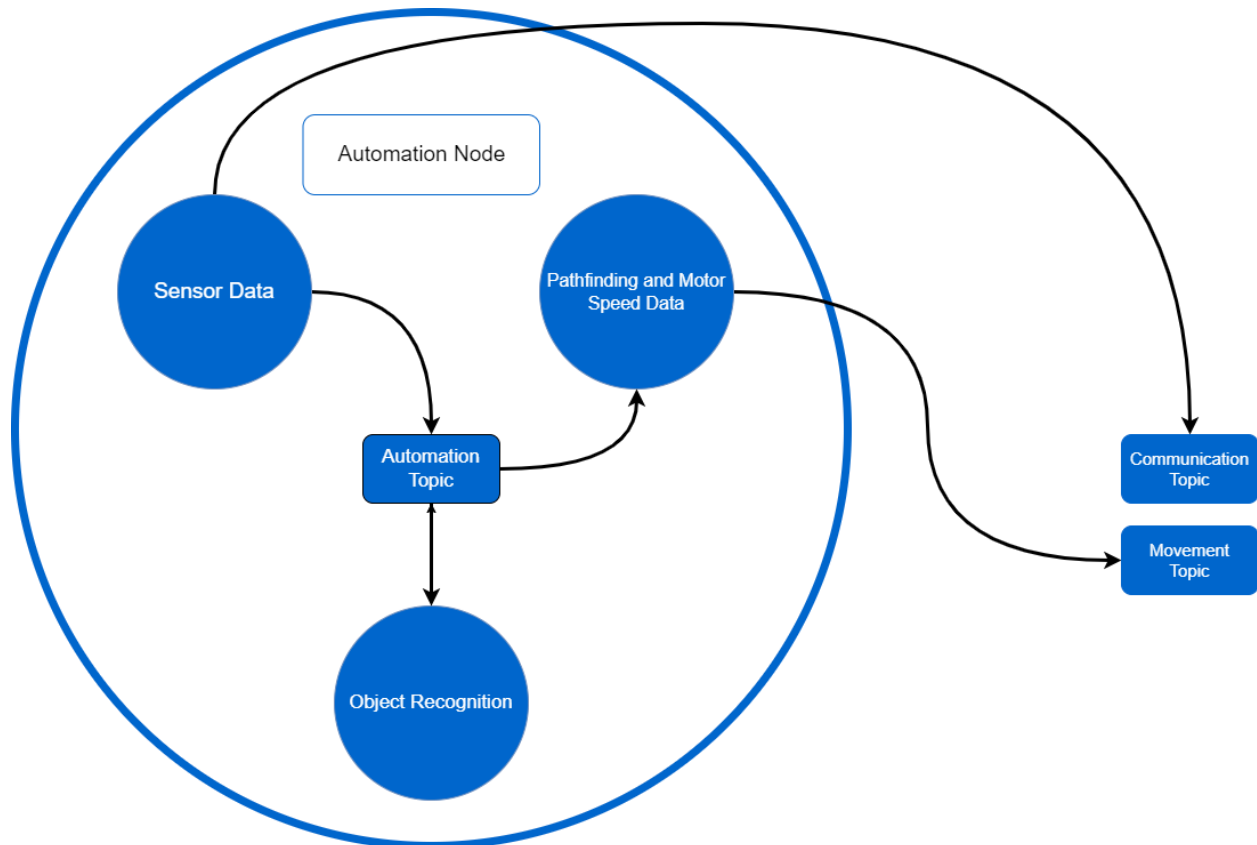 Automation Node
Sensor Data
Pathfinding and Motor
Speed Data
Automation
Topic
Communication
Topic
Movement
Topic
Object Recognition